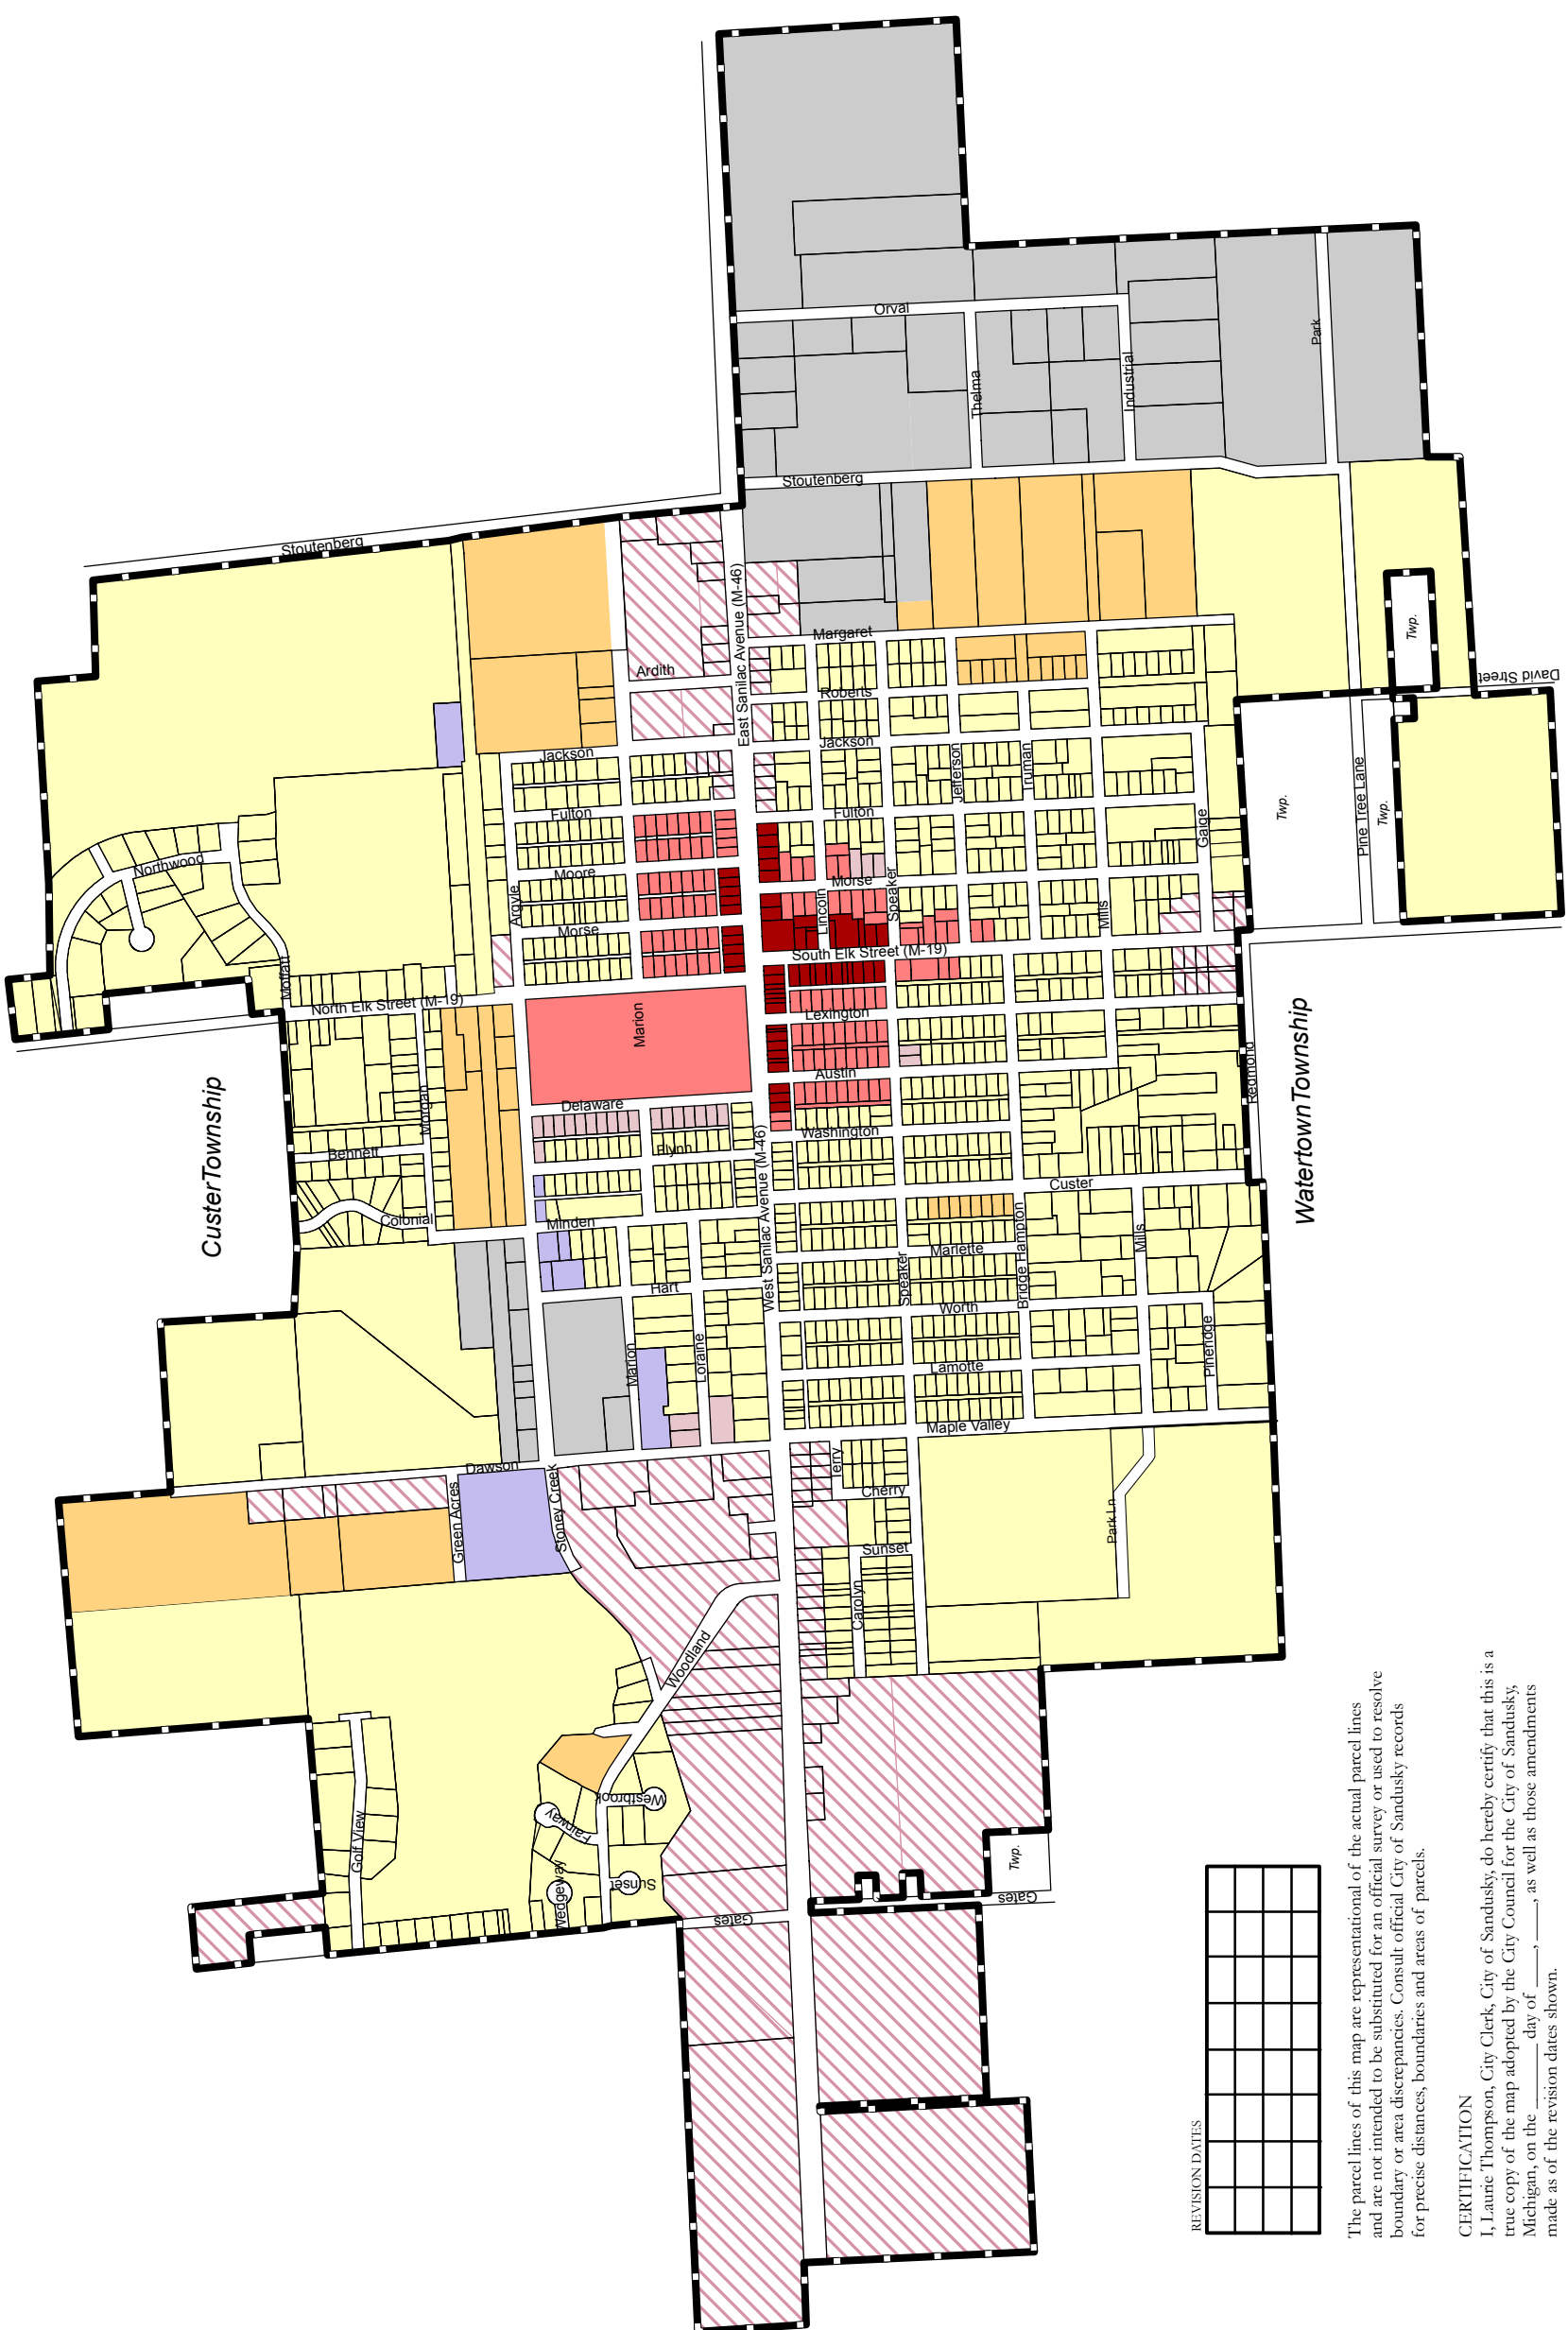 Orval
Park
Thelma
Industrial
Stoutenberg
Stoutenberg
East Sanilac Avenue (M-46)
Margaret
Ardith
Roberts
Twp.
David Street
Jackson
Jackson
Jefferson
Truman
Fulton
Fulton
Gaige
Twp.
Pine Tree Lane
Twp.
Northwood
Moore
Morse
Argyle
Lincoln
Speaker
Mills
Morse
South Elk Street (M-19)
Moffatt
North Elk Street (M-19)
Marion
Lexington
Austin
Redmond
CusterTownship
WatertownTownship
Morgan
Delaware
Washington
Bennett
Flynn
West Sanilac Avenue (M-46)
Custer
Colonial
Minden
Bridge Hampton
Mills
Marlette
Hart
Speaker
Worth
Marion
Loraine
Lamotte
Pineridge
Maple Valley
Dawson
Terry
Green Acres
Stoney Creek
Cherry
Park Ln
Sunset
Carolyn
Woodland
Westbrook
Fairway
Golf View
Wedgeway
Sunset
Twp.
Gates
Gates
REVISION DATES
The parcel lines of this map are representational of the actual parcel lines
and are not intended to be substituted for an official survey or used to resolve
boundary or area discrepancies. Consult official City of Sandusky records
for precise distances, boundaries and areas of parcels.
CERTIFICATION
I, Laurie Thompson, City Clerk, City of Sandusky, do hereby certify that this is a
true copy of the map adopted by the City Council for the City of Sandusky,
Michigan, on the ______ day of ____, ____, as well as those amendments
made as of the revision dates shown.